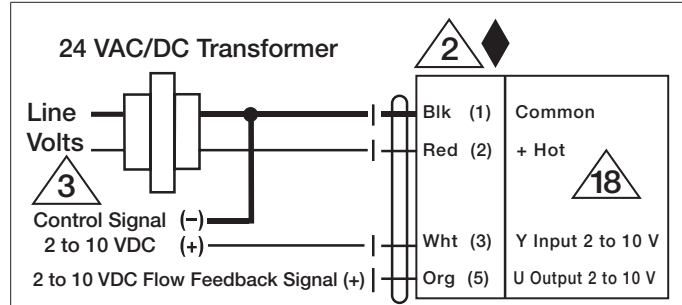 24 VAC/DC Transformer
2
Line
Volts
3
Blk (1) Common
Red (2) + Hot
18
Control Signal (−)
2 to 10 VDC (+)
Wht (3) Y Input 2 to 10 V
2 to 10 VDC Flow Feedback Signal (+)
Org (5) U Output 2 to 10 V